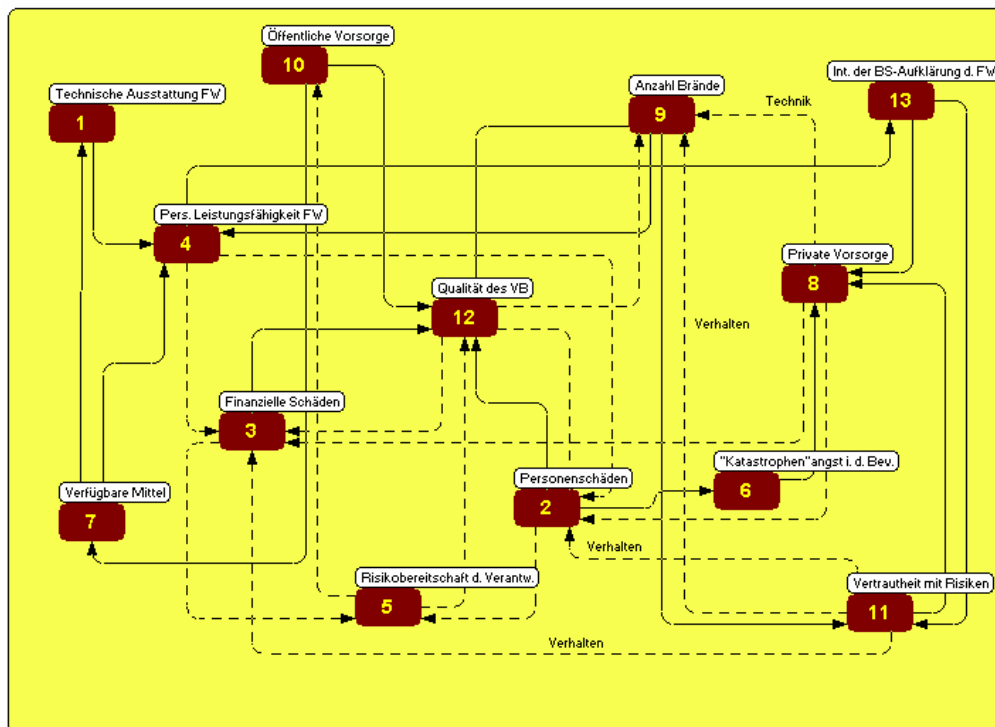 Öffentliche Vorsorge
10
Technische Ausstattung FW
1
Anzahl Brände
9
Int. der BS-Aufklärung d. FW
13
Technik
Pers. Leistungsfähigkeit FW
4
Private Vorsorge
8
Qualität des VB
12
Verhalten
Finanzielle Schäden
3
"Katastrophen"angst i. d. Bev.
6
Personenschäden
2
Verfügbare Mittel
7
Verhalten
Risikobereitschaft d. Verantw.
5
Vertrautheit mit Risiken
11
Verhalten